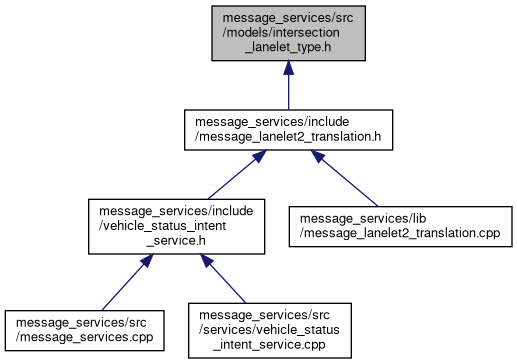 message_services/src
/models/intersection
_lanelet_type.h
message_services/include
/message_lanelet2_translation.h
message_services/include
/vehicle_status_intent
_service.h
message_services/lib
/message_lanelet2_translation.cpp
message_services/src
/message_services.cpp
message_services/src
/services/vehicle_status
_intent_service.cpp